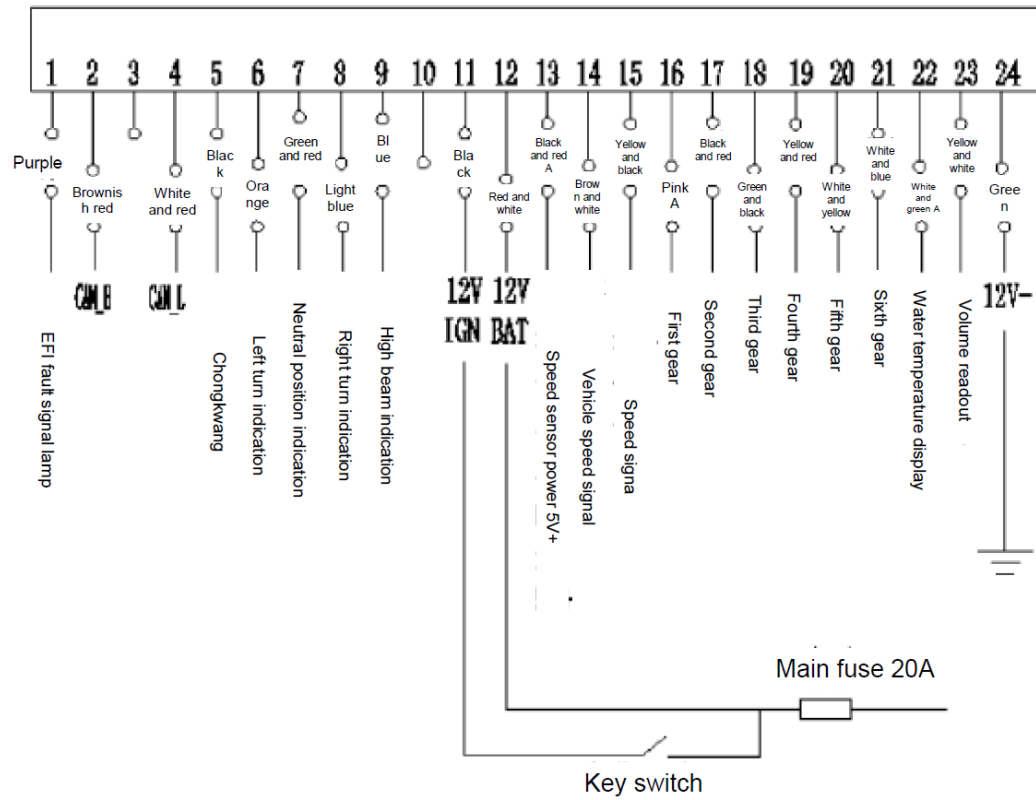 1 2 3 4 5 6 7 8 9 10 11 12 13 14 15 16 17 18 19 20 21 22 23 24
Purple
Brownis
h red
White
and red
Blac
k
Ora
nge
Green
and red
Light
blue
Bl
ue
Bla
ck
Red and
white
Black
and red
A
Brow
n and
white
Yellow
and
black
Pink
A
Black
and red
Green
and
black
Yellow
and red
White
and
yellow
White
and
blue
White
and
green A
Yellow
and
white
Gree
n
CAN_H
CAN_L
12V
IGN
12V
BAT
12V-
EFI fault signal lamp
Chongkwang
Left turn indication
Neutral position indication
Right turn indication
High beam indication
Speed sensor power 5V+
Vehicle speed signal
Speed signa
First gear
Second gear
Third gear
Fourth gear
Fifth gear
Sixth gear
Water temperature display
Volume readout
Main fuse 20A
Key switch